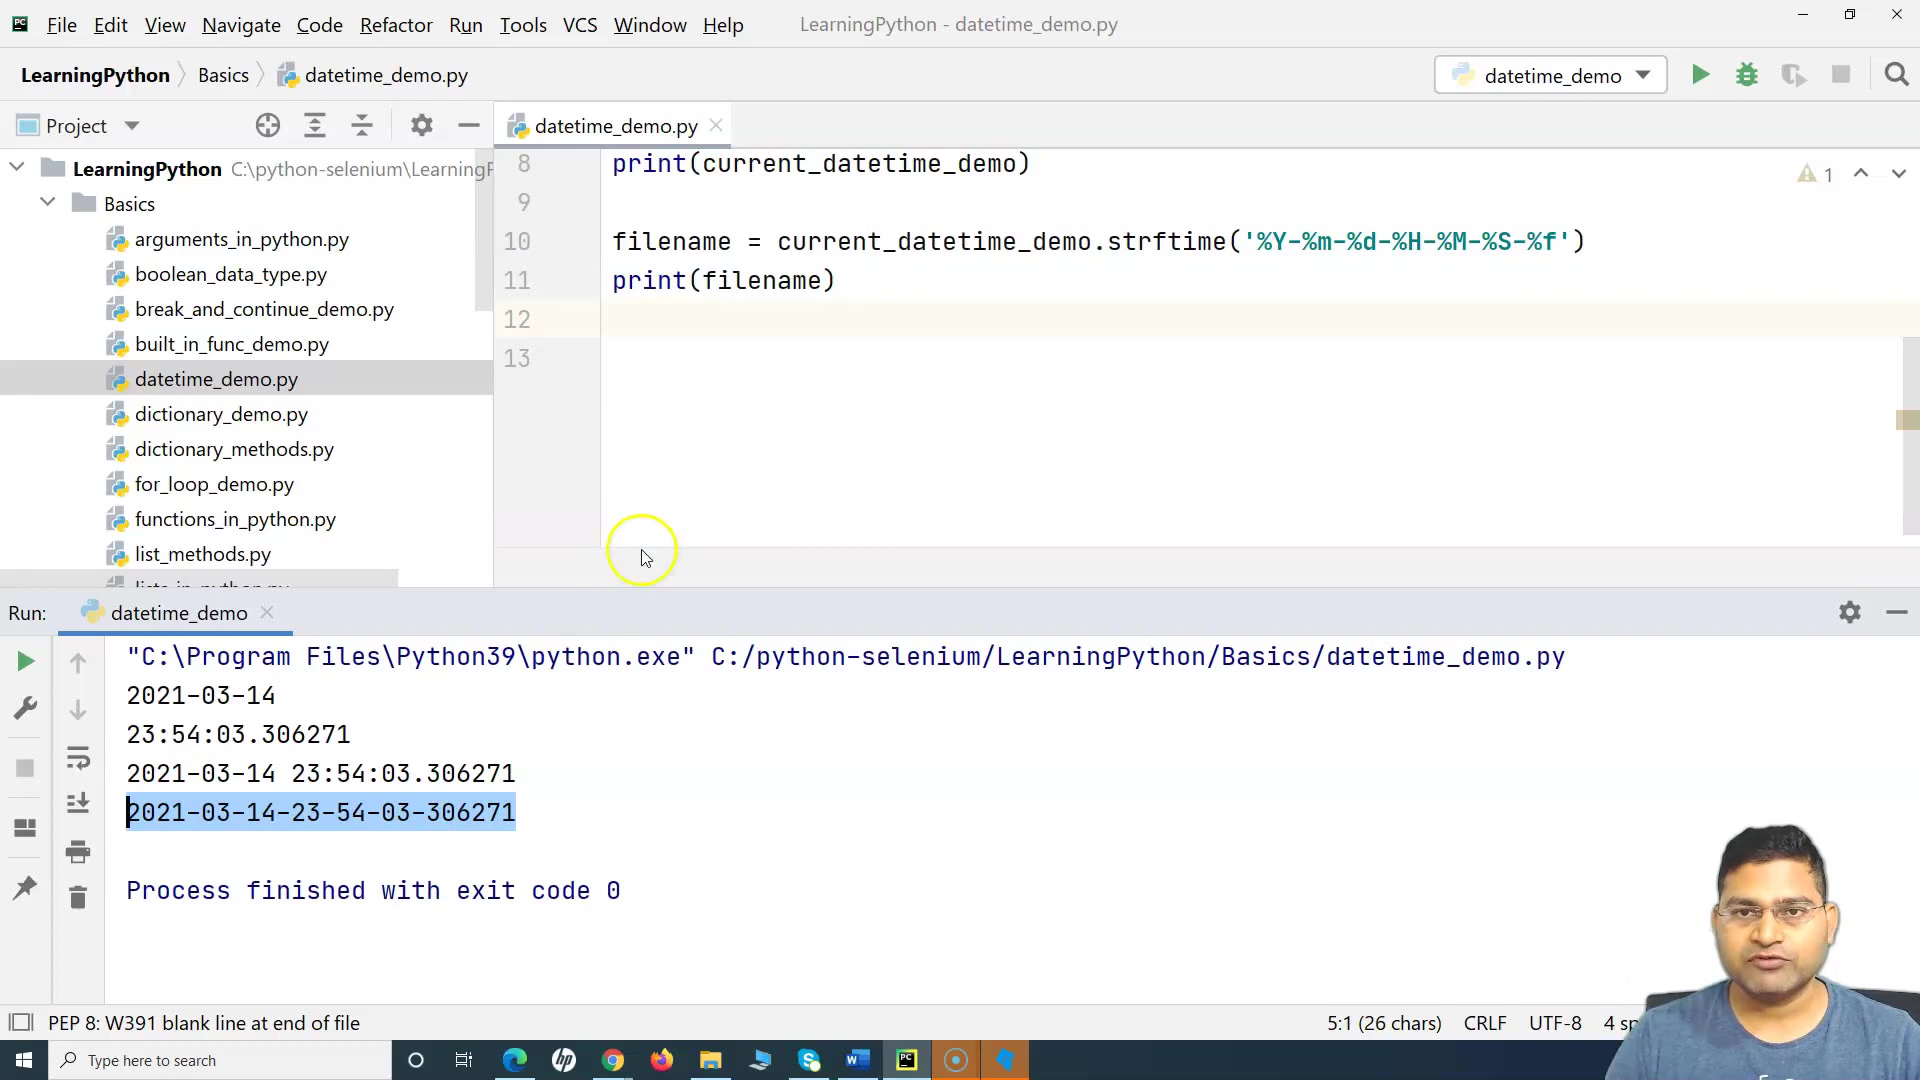 File Edit View Navigate Code Refactor Run Tools VCS Window Help LearningPython - datetime_demo.py
LearningPython Basics datetime_demo.py datetime_demo
Project
datetime_demo.py
LearningPython C:\python-selenium\LearningP
Basics
arguments_in_python.py
boolean_data_type.py
break_and_continue_demo.py
built_in_func_demo.py
datetime_demo.py
dictionary_demo.py
dictionary_methods.py
for_loop_demo.py
functions_in_python.py
list_methods.py
8 print(current_datetime_demo)
1
9
10 filename = current_datetime_demo.strftime('%Y-%m-%d-%H-%M-%S-%f')
11 print(filename)
12
13
Run: datetime_demo
"C:\Program Files\Python39\python.exe" C:/python-selenium/LearningPython/Basics/datetime_demo.py
2021-03-14
23:54:03.306271
2021-03-14 23:54:03.306271
2021-03-14-23-54-03-306271
Process finished with exit code 0
PEP 8: W391 blank line at end of file 5:1 (26 chars) CRLF UTF-8 4 sp
Type here to search